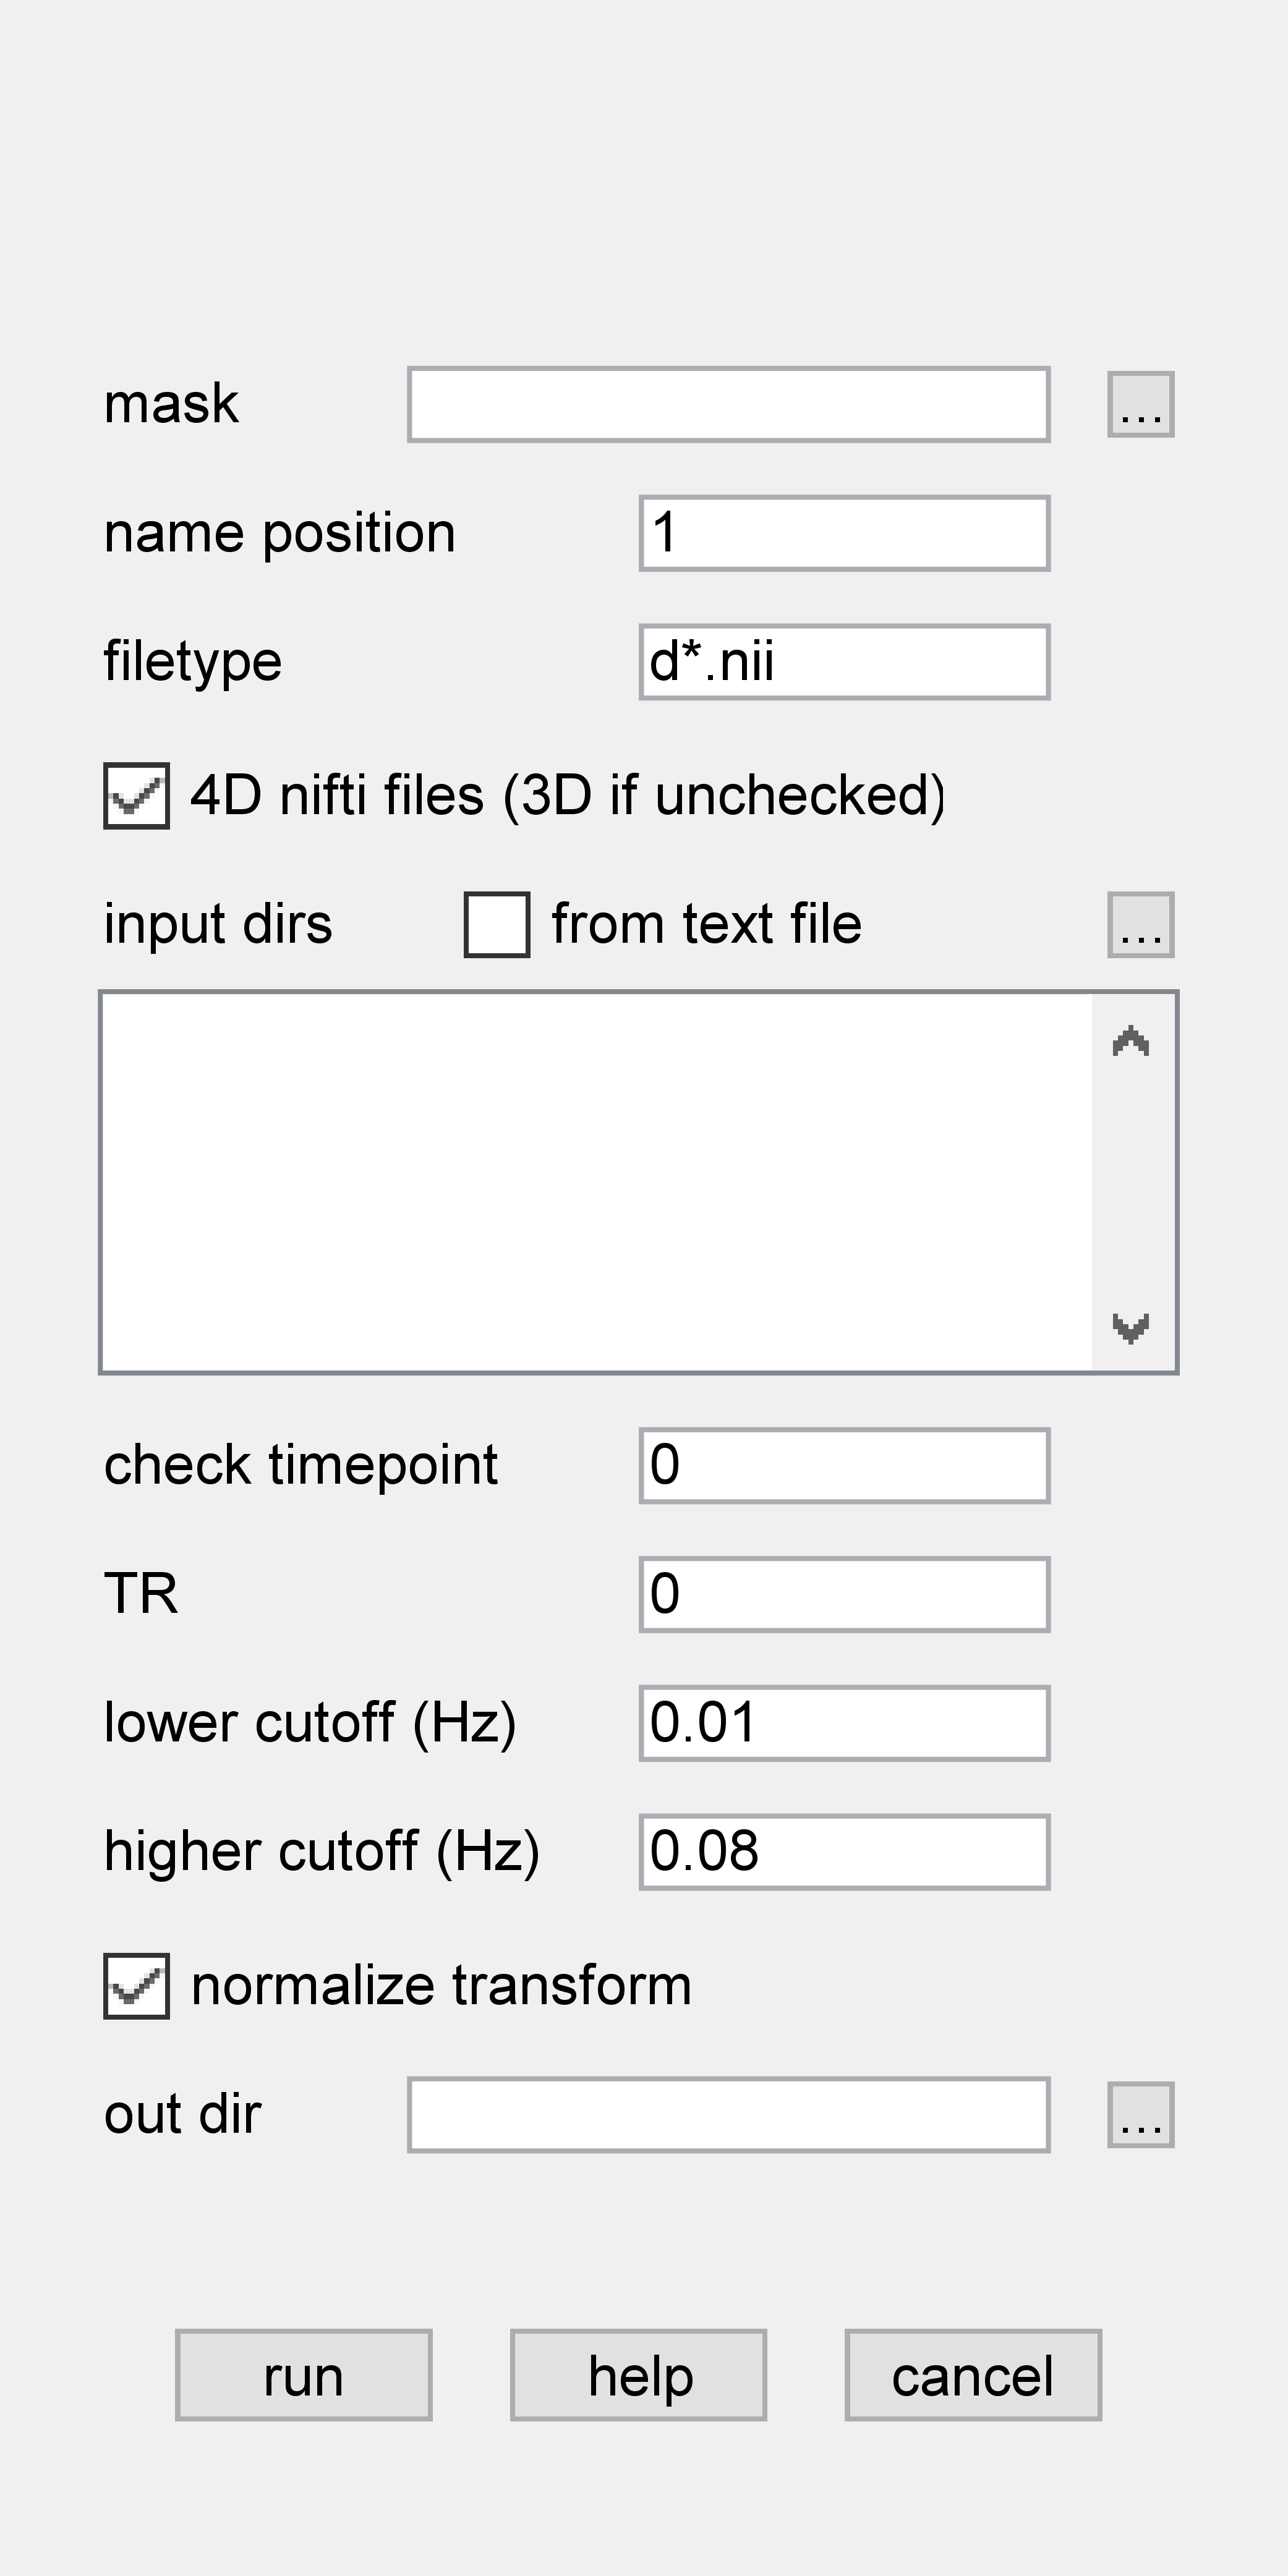 mask ...
name position 1
filetype d*.nii
4D nifti files (3D if unchecked)
input dirs from text file ...
check timepoint 0
TR 0
lower cutoff (Hz) 0.01
higher cutoff (Hz) 0.08
normalize transform
out dir ...
run help cancel